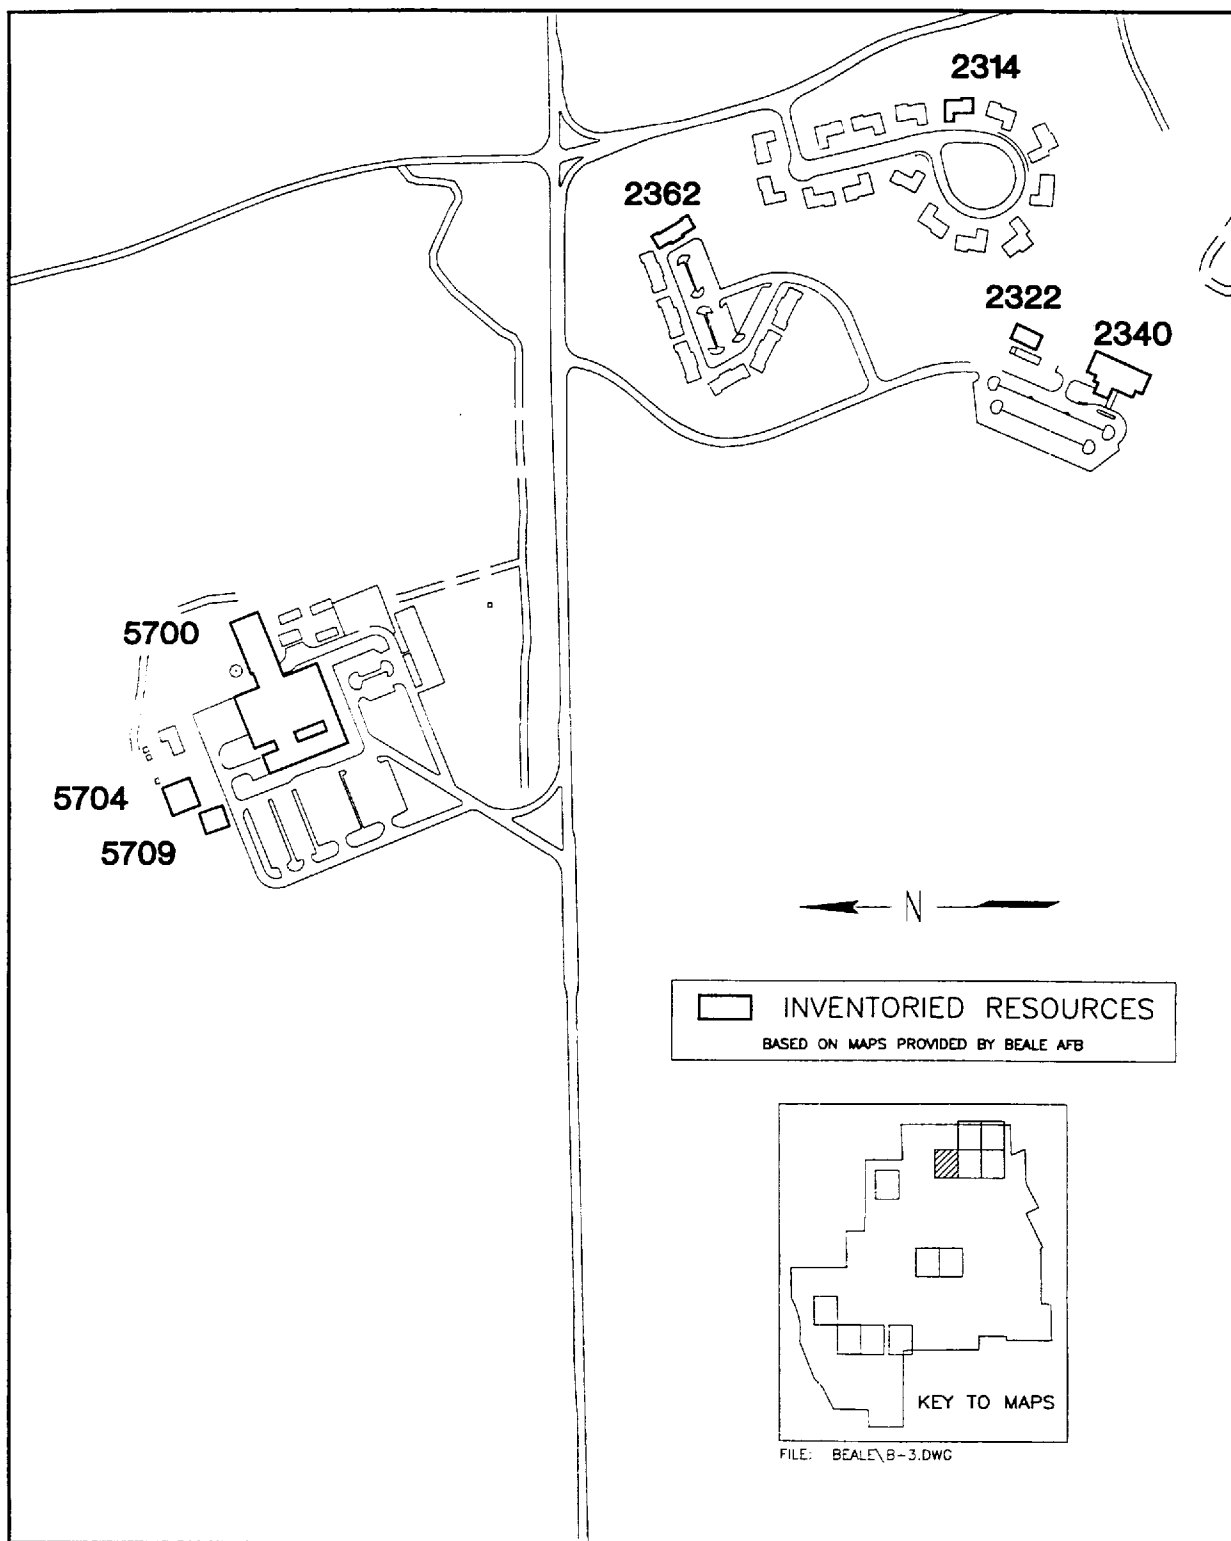 2314
2362
2322
2340
5700
5704
5709
N
INVENTORIED RESOURCES
BASED ON MAPS PROVIDED BY BEALE AFB
KEY TO MAPS
FILE: BEALE\B-3.DWG